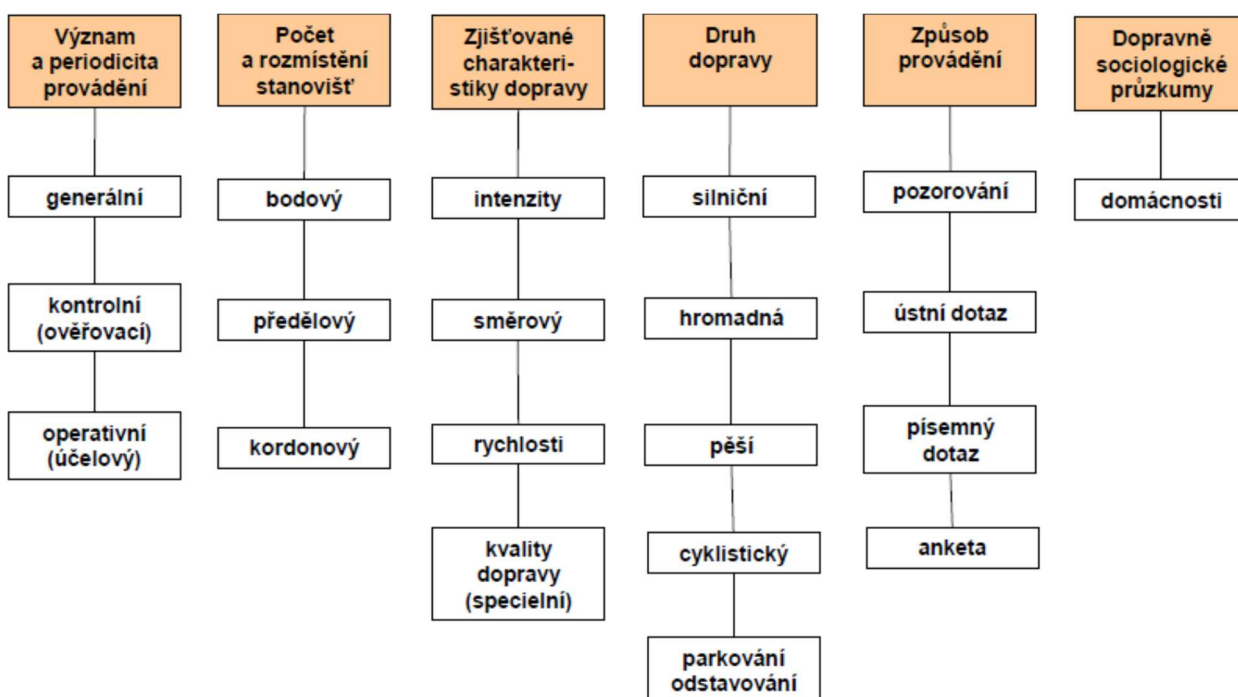 Význam
a periodicita
provádění
generální
kontrolní
(ověřovací)
operativní
(účelový)
Počet
a rozmístění
stanovišť
bodový
předělový
kordonový
Zjišťované
charakteri-
stiky dopravy
intenzity
směrový
rychlosti
kvality
dopravy
(specielní)
Druh
dopravy
silniční
hromadná
pěší
cyklistický
parkování
odstavování
Způsob
provádění
pozorování
ústní dotaz
písemný
dotaz
anketa
Dopravně
sociologické
průzkumy
domácnosti